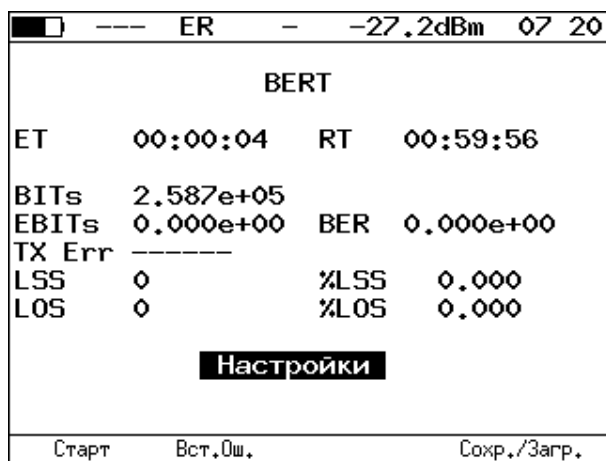 --- ER - -27.2dBm 07 20
BERT
ET 00:00:04 RT 00:59:56
BITs 2.587e+05
EBITs 0.000e+00 BER 0.000e+00
TX Err ------
LSS 0 %LSS 0.000
LOS 0 %LOS 0.000
Настройки
Старт Вст.Ош. Сохр./Загр.